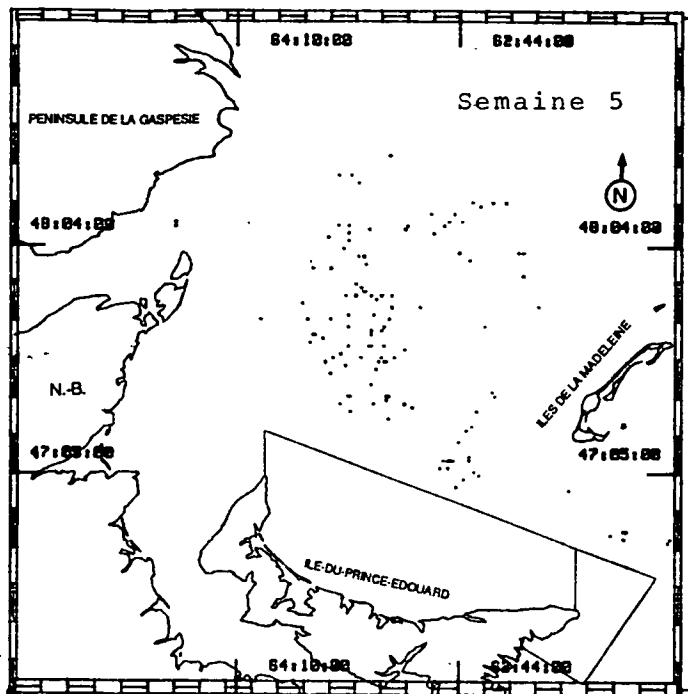 64:10:00 62:44:00
Semaine 5
PENINSULE DE LA GASPESIE
N
48:04:00 48:04:00
ILES DE LA MADELEINE
N.-B.
47:05:00 47:05:00
ILE-DU-PRINCE-EDOUARD
64:10:00 62:44:00